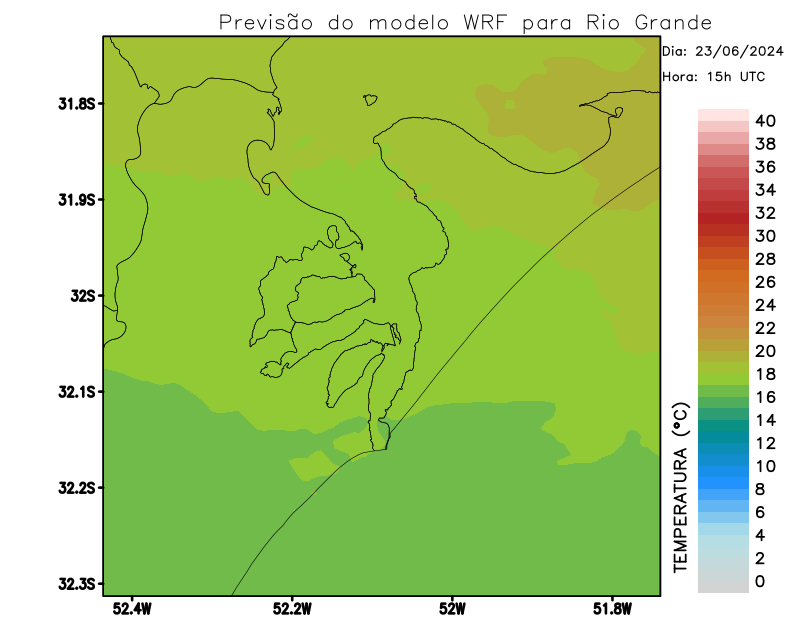 Previsão do modelo WRF para Rio Grande
Dia: 23/06/2024
Hora: 15h UTC
31.8S
31.9S
32S
32.1S
32.2S
32.3S
52.4W
52.2W
52W
51.8W
TEMPERATURA (°C)
40
38
36
34
32
30
28
26
24
22
20
18
16
14
12
10
8
6
4
2
0